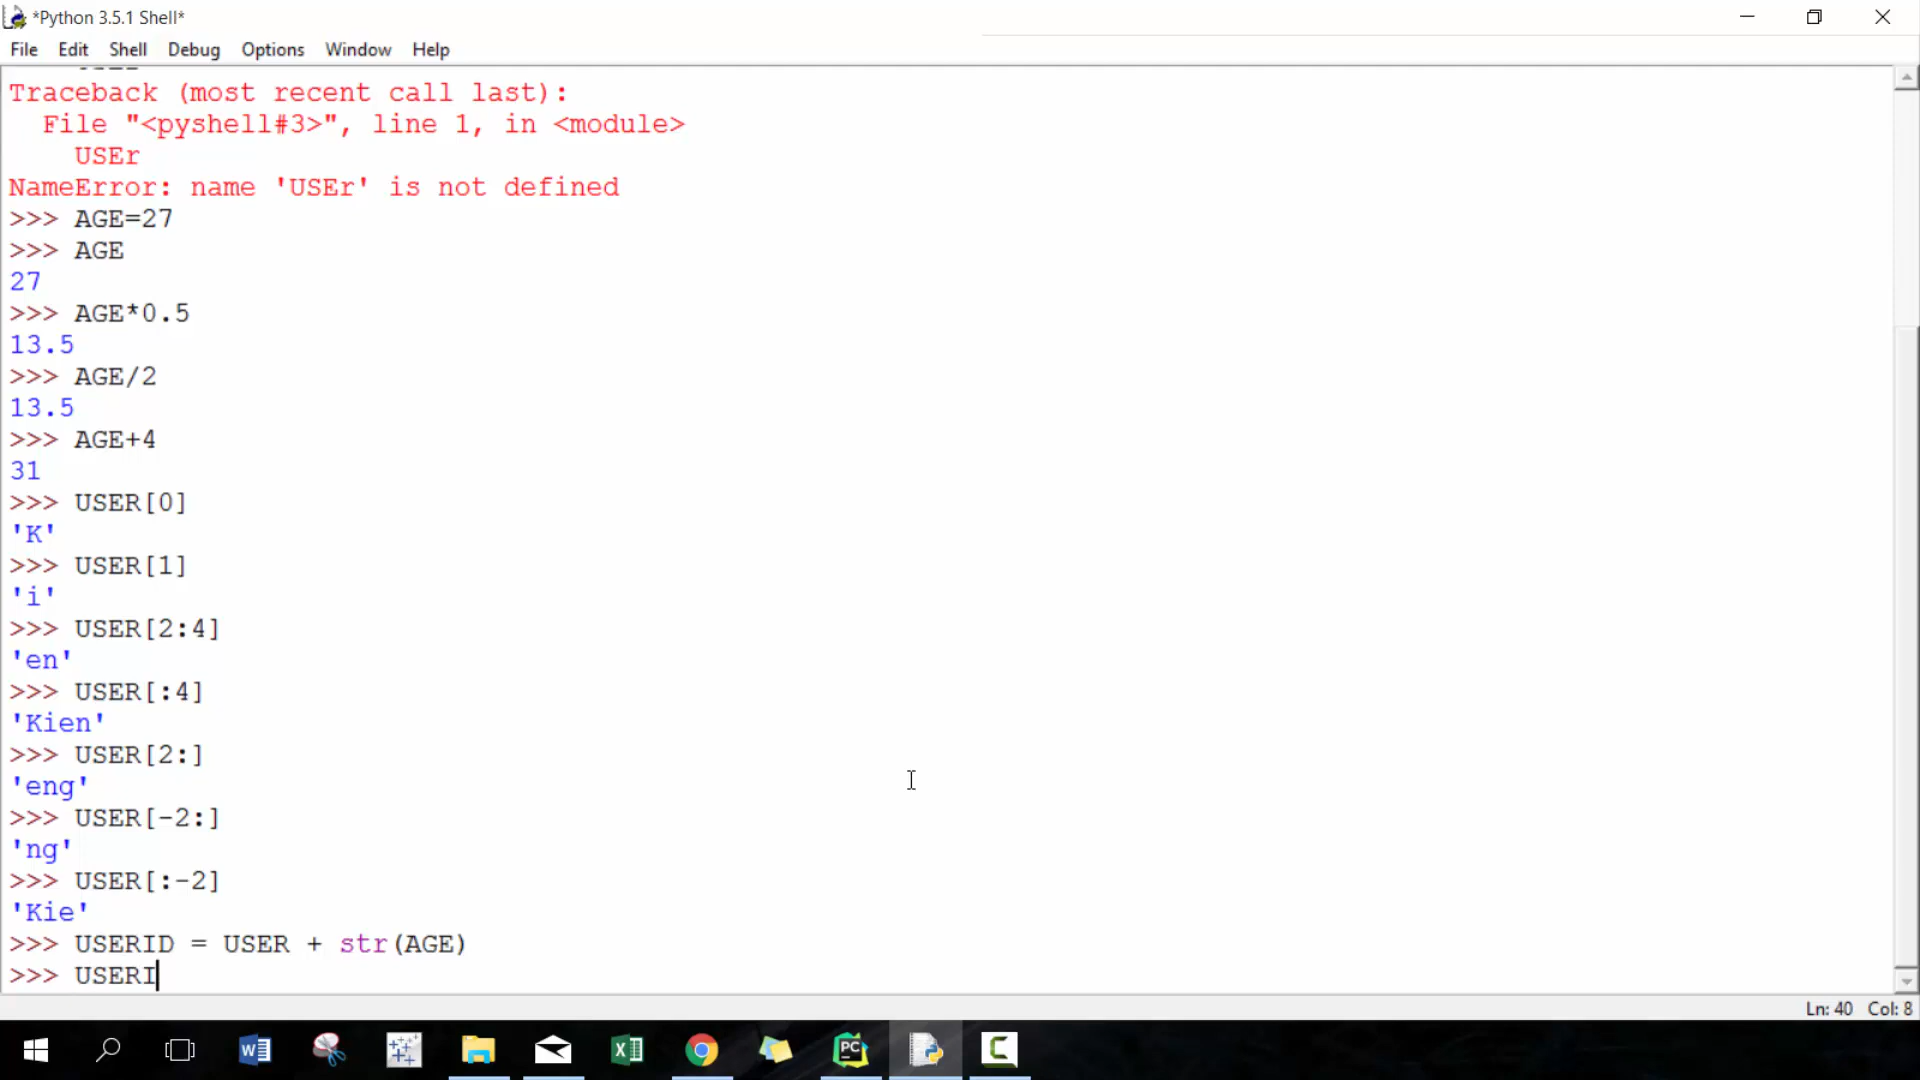 *Python 3.5.1 Shell*
File Edit Shell Debug Options Window Help
Traceback (most recent call last):
  File "<pyshell#3>", line 1, in <module>
    USEr
NameError: name 'USEr' is not defined
>>> AGE=27
>>> AGE
27
>>> AGE*0.5
13.5
>>> AGE/2
13.5
>>> AGE+4
31
>>> USER[0]
'K'
>>> USER[1]
'i'
>>> USER[2:4]
'en'
>>> USER[:4]
'Kien'
>>> USER[2:]
'eng'
>>> USER[-2:]
'ng'
>>> USER[:-2]
'Kie'
>>> USERID = USER + str(AGE)
>>> USERI
Ln: 40 Col: 8
W
X
PC
C